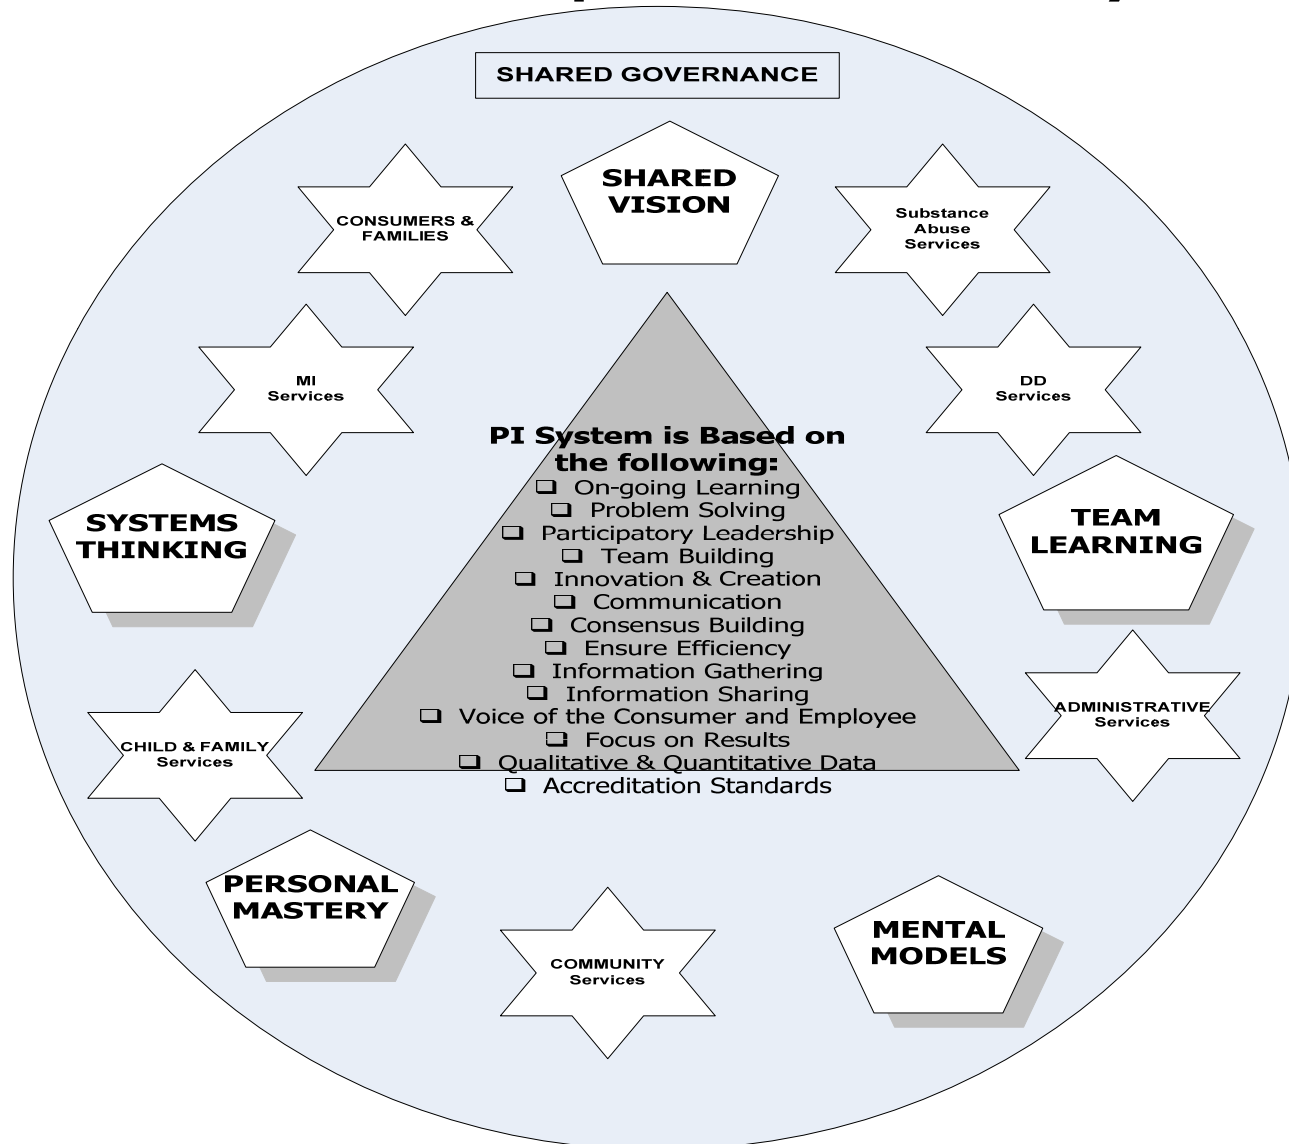 SHARED GOVERNANCE
SHARED
VISION
CONSUMERS &
FAMILIES
Substance
Abuse
Services
MI
Services
DD
Services
PI System is Based on
the following:
❑ On-going Learning
❑ Problem Solving
❑ Participatory Leadership
❑ Team Building
❑ Innovation & Creation
❑ Communication
❑ Consensus Building
❑ Ensure Efficiency
❑ Information Gathering
❑ Information Sharing
❑ Voice of the Consumer and Employee
❑ Focus on Results
❑ Qualitative & Quantitative Data
❑ Accreditation Standards
SYSTEMS
THINKING
TEAM
LEARNING
CHILD & FAMILY
Services
ADMINISTRATIVE
Services
PERSONAL
MASTERY
COMMUNITY
Services
MENTAL
MODELS